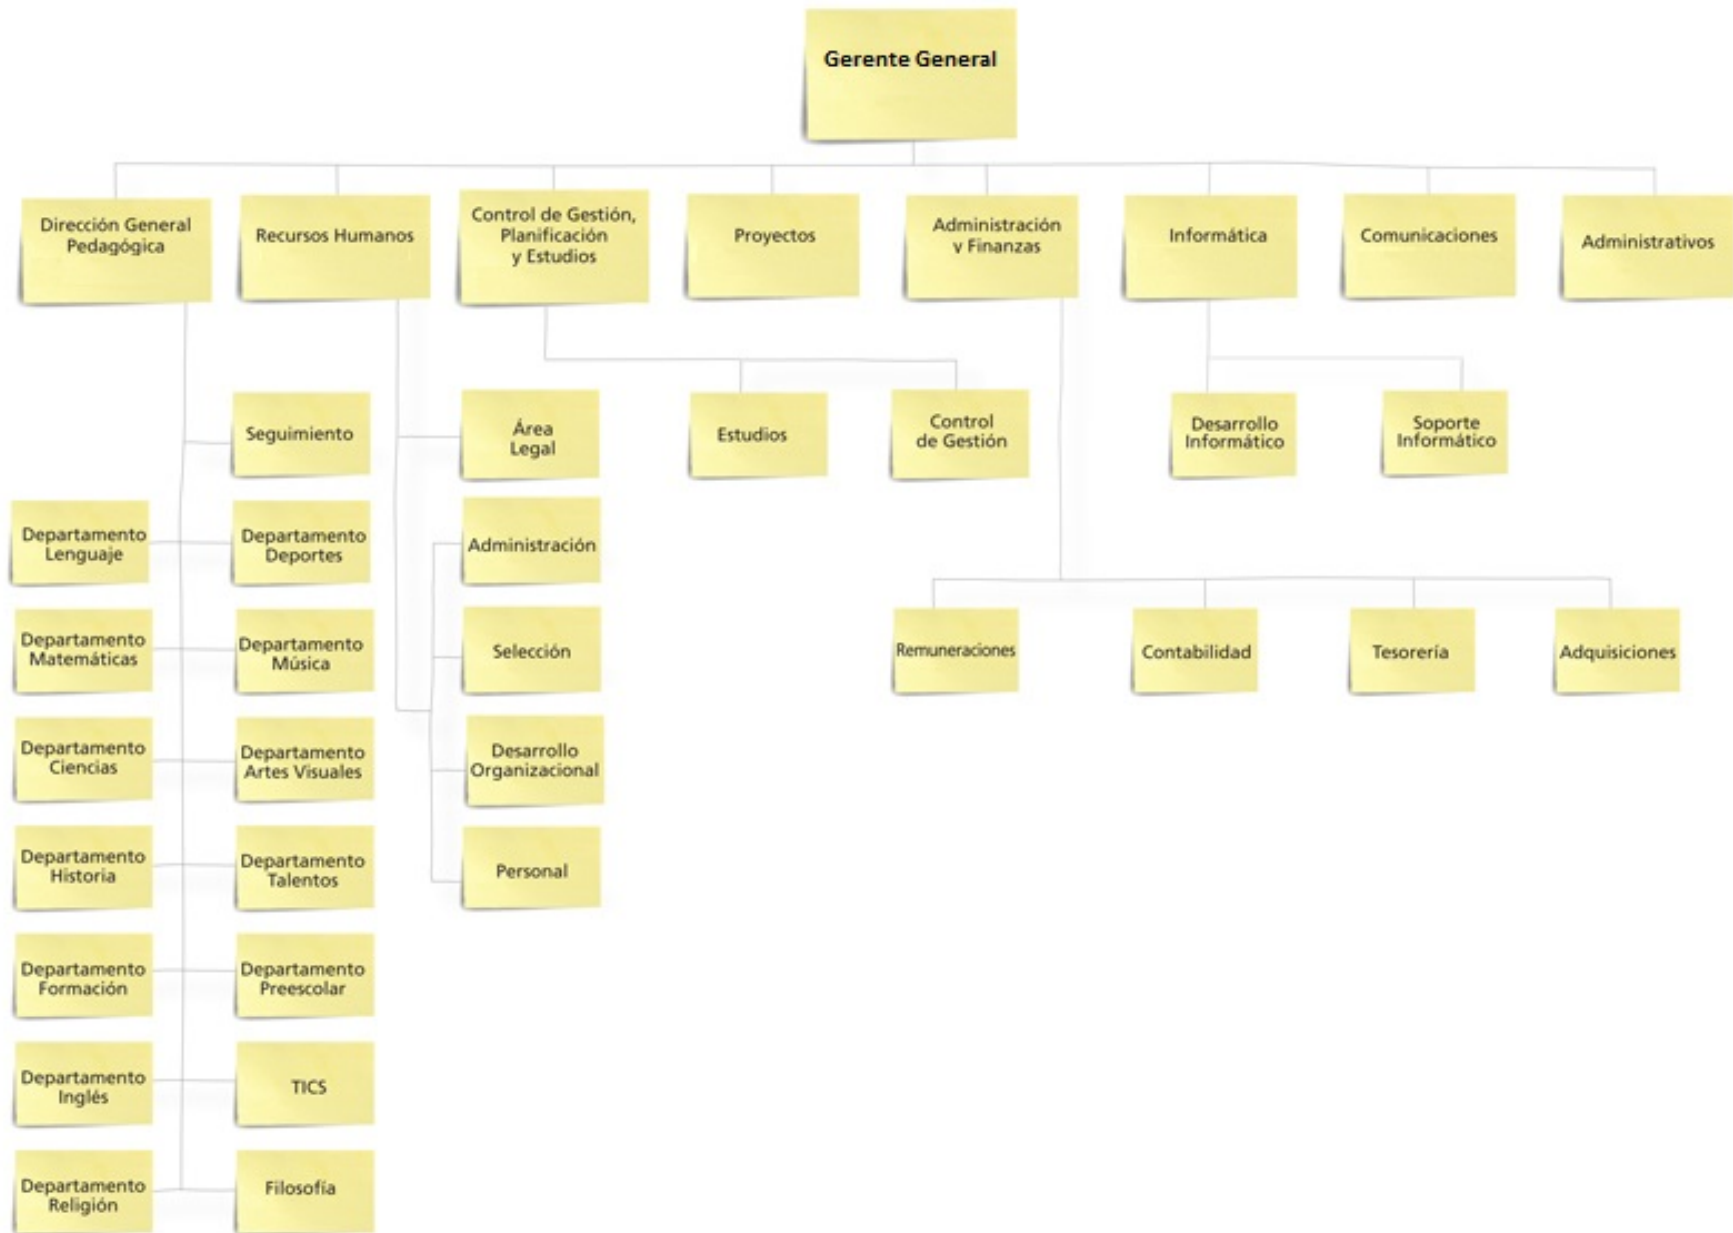 Gerente General
Dirección General
Pedagógica
Recursos Humanos
Control de Gestión,
Planificación
y Estudios
Proyectos
Administración
y Finanzas
Informática
Comunicaciones
Administrativos
Seguimiento
Área
Legal
Estudios
Control
de Gestión
Desarrollo
Informático
Soporte
Informático
Departamento
Lenguaje
Departamento
Deportes
Administración
Departamento
Matemáticas
Departamento
Música
Selección
Remuneraciones
Contabilidad
Tesorería
Adquisiciones
Departamento
Ciencias
Departamento
Artes Visuales
Desarrollo
Organizacional
Departamento
Historia
Departamento
Talentos
Personal
Departamento
Formación
Departamento
Preescolar
Departamento
Inglés
TICS
Departamento
Religión
Filosofía